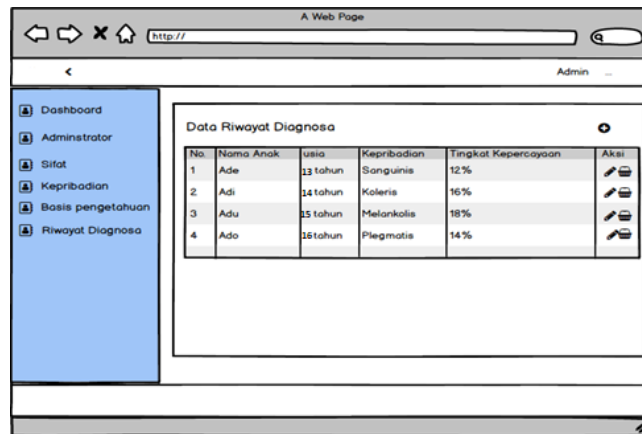 A Web Page
http://
< Admin ...
Dashboard
Adminstrator
Sifat
Kepribadian
Basis pengetahuan
Riwayat Diagnosa
Data Riwayat Diagnosa
No. Nama Anak usia Kepribadian Tingkat Kepercayaan Aksi
1 Ade 13 tahun Sanguinis 12%
2 Adi 14 tahun Koleris 16%
3 Adu 15 tahun Melankolis 18%
4 Ado 16 tahun Plegmatis 14%